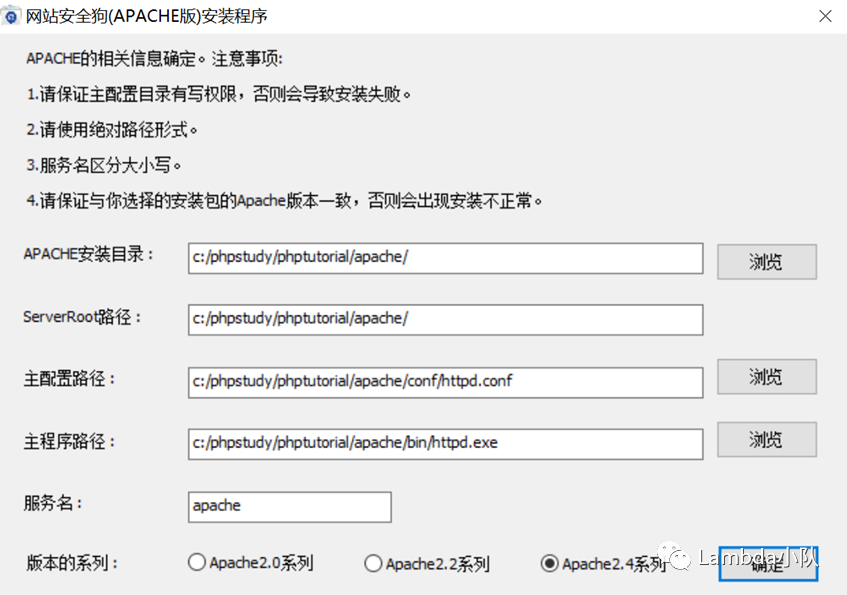 网站安全狗(APACHE版)安装程序
APACHE的相关信息确定。注意事项:
1.请保证主配置目录有写权限，否则会导致安装失败。
2.请使用绝对路径形式。
3.服务名区分大小写。
4.请保证与你选择的安装包的Apache版本一致，否则会出现安装不正常。
APACHE安装目录： c:/phpstudy/phptutorial/apache/ 浏览
ServerRoot路径： c:/phpstudy/phptutorial/apache/
主配置路径： c:/phpstudy/phptutorial/apache/conf/httpd.conf 浏览
主程序路径： c:/phpstudy/phptutorial/apache/bin/httpd.exe 浏览
服务名： apache
版本的系列： Apache2.0系列 Apache2.2系列 Apache2.4系列 确定
Lambda小队